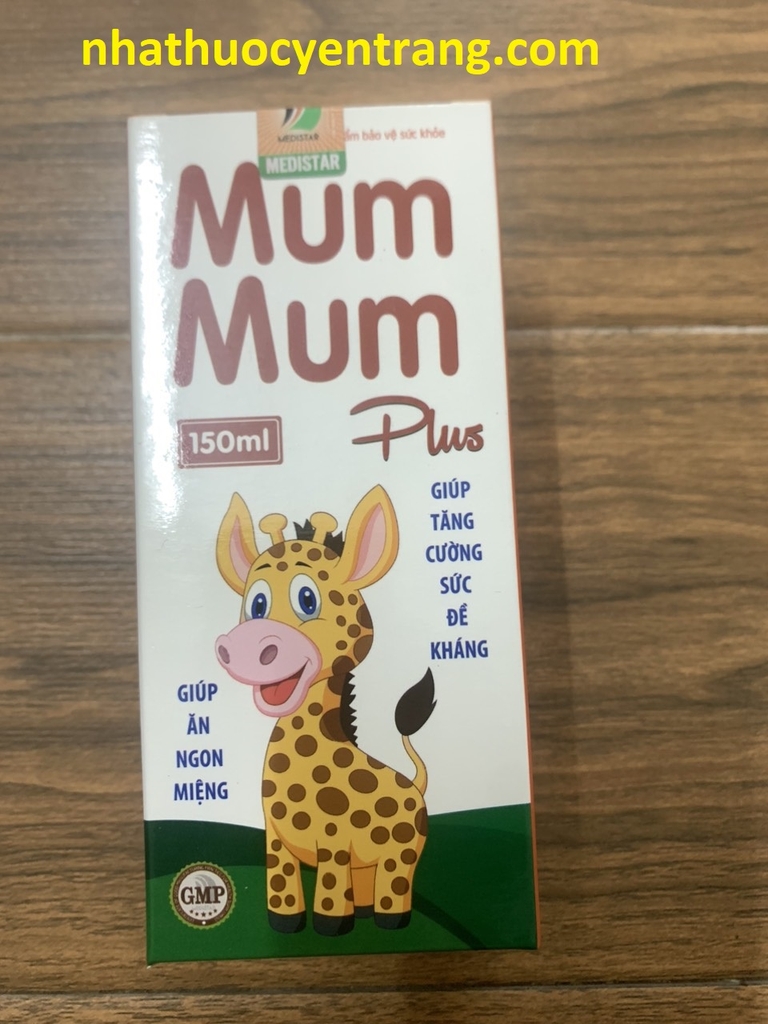 nhathuocyentrang.com
MEDISTAR
MEDISTAR
bảo vệ sức khỏe
Mum
Mum
Plus
150ml
GIÚP
TĂNG
CƯỜNG
SỨC
ĐỀ
KHÁNG
GIÚP
ĂN
NGON
MIỆNG
GMP